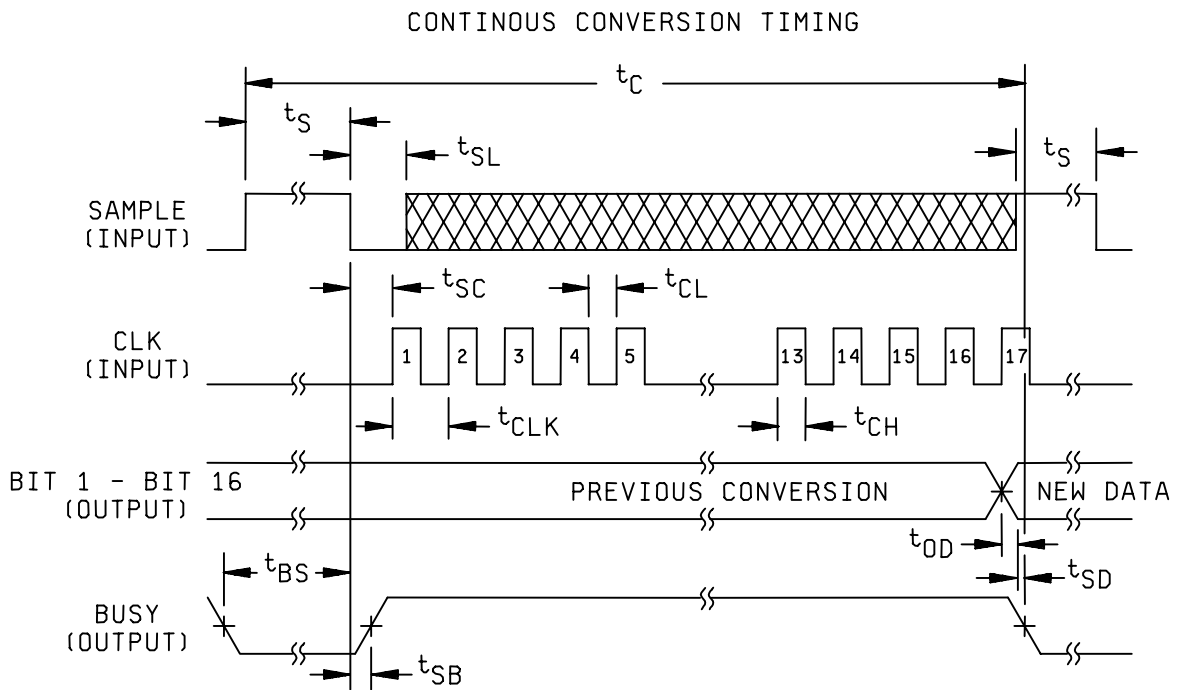 CONTINOUS CONVERSION TIMING
tC
tS
tSL
tS
SAMPLE
(INPUT)
tSC
tCL
CLK
(INPUT)
1 2 3 4 5 13 14 15 16 17
tCLK
tCH
BIT 1 - BIT 16
(OUTPUT)
PREVIOUS CONVERSION
NEW DATA
tOD
tBS
tSD
BUSY
(OUTPUT)
tSB